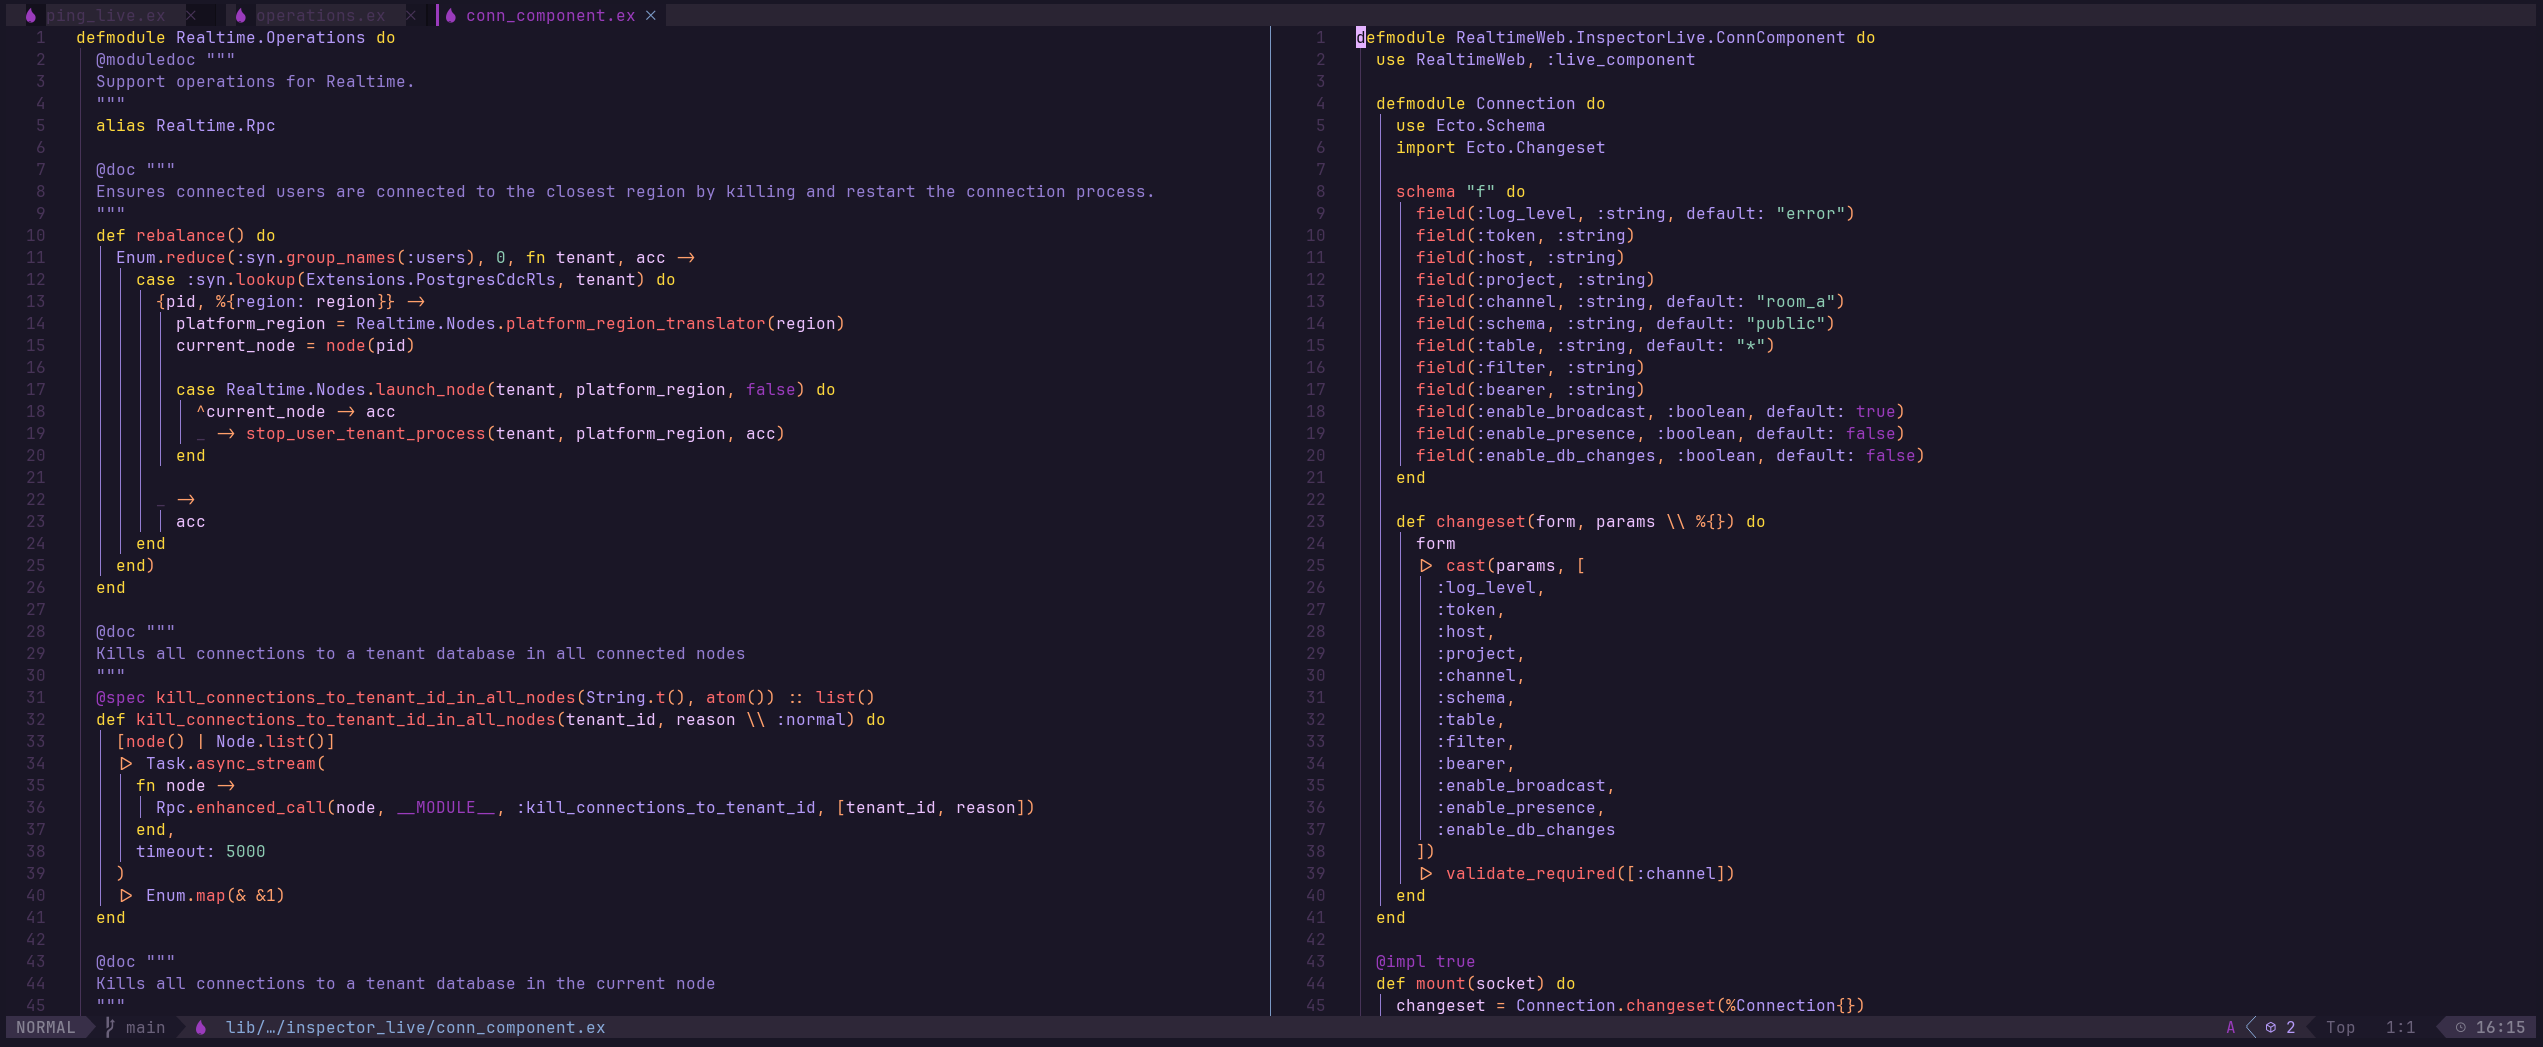 ping_live.ex × operations.ex × conn_component.ex ×
1 defmodule Realtime.Operations do
2 @moduledoc """
3 Support operations for Realtime.
4 """
5 alias Realtime.Rpc
6
7 @doc """
8 Ensures connected users are connected to the closest region by killing and restart the connection process.
9 """
10 def rebalance() do
11 Enum.reduce(:syn.group_names(:users), 0, fn tenant, acc ->
12 case :syn.lookup(Extensions.PostgresCdcRls, tenant) do
13 {pid, %{region: region}} ->
14 platform_region = Realtime.Nodes.platform_region_translator(region)
15 current_node = node(pid)
16
17 case Realtime.Nodes.launch_node(tenant, platform_region, false) do
18 ^current_node -> acc
19 _ -> stop_user_tenant_process(tenant, platform_region, acc)
20 end
21
22 _ ->
23 acc
24 end
25 end)
26 end
27
28 @doc """
29 Kills all connections to a tenant database in all connected nodes
30 """
31 @spec kill_connections_to_tenant_id_in_all_nodes(String.t(), atom()) :: list()
32 def kill_connections_to_tenant_id_in_all_nodes(tenant_id, reason \\ :normal) do
33 [node() | Node.list()]
34 |> Task.async_stream(
35 fn node ->
36 Rpc.enhanced_call(node, __MODULE__, :kill_connections_to_tenant_id, [tenant_id, reason])
37 end,
38 timeout: 5000
39 )
40 |> Enum.map(& &1)
41 end
42
43 @doc """
44 Kills all connections to a tenant database in the current node
45 """
1 defmodule RealtimeWeb.InspectorLive.ConnComponent do
2 use RealtimeWeb, :live_component
3
4 defmodule Connection do
5 use Ecto.Schema
6 import Ecto.Changeset
7
8 schema "f" do
9 field(:log_level, :string, default: "error")
10 field(:token, :string)
11 field(:host, :string)
12 field(:project, :string)
13 field(:channel, :string, default: "room_a")
14 field(:schema, :string, default: "public")
15 field(:table, :string, default: "*")
16 field(:filter, :string)
17 field(:bearer, :string)
18 field(:enable_broadcast, :boolean, default: true)
19 field(:enable_presence, :boolean, default: false)
20 field(:enable_db_changes, :boolean, default: false)
21 end
22
23 def changeset(form, params \\ %{}) do
24 form
25 |> cast(params, [
26 :log_level,
27 :token,
28 :host,
29 :project,
30 :channel,
31 :schema,
32 :table,
33 :filter,
34 :bearer,
35 :enable_broadcast,
36 :enable_presence,
37 :enable_db_changes
38 ])
39 |> validate_required([:channel])
40 end
41 end
42
43 @impl true
44 def mount(socket) do
45 changeset = Connection.changeset(%Connection{})
NORMAL main lib/…/inspector_live/conn_component.ex A 2 Top 1:1 16:15